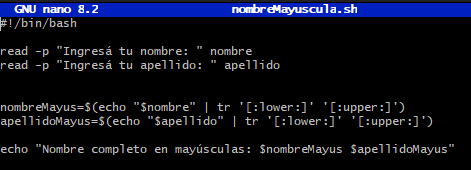 GNU nano 8.2 nombreMayuscula.sh
#!/bin/bash
read -p "Ingresá tu nombre: " nombre
read -p "Ingresá tu apellido: " apellido
nombreMayus=$(echo "$nombre" | tr '[:lower:]' '[:upper:]')
apellidoMayus=$(echo "$apellido" | tr '[:lower:]' '[:upper:]')
echo "Nombre completo en mayúsculas: $nombreMayus $apellidoMayus"